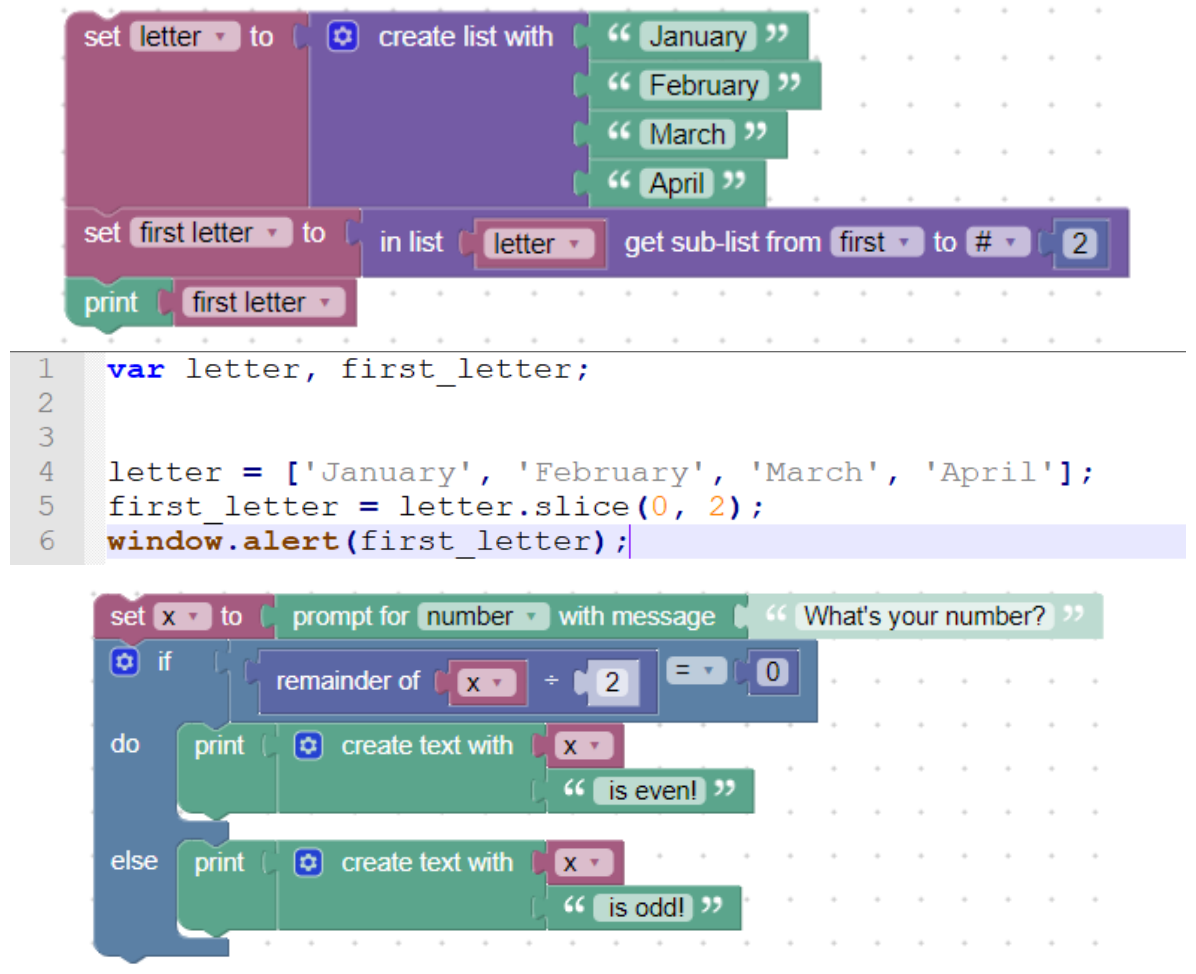 set letter to create list with “ January ”
“ February ”
“ March ”
“ April ”
set first letter to in list letter get sub-list from first to # 2
print first letter
1 var letter, first_letter;
2
3
4 letter = ['January', 'February', 'March', 'April'];
5 first_letter = letter.slice(0, 2);
6 window.alert(first_letter);
set x to prompt for number with message “ What's your number? ”
if remainder of x ÷ 2 = 0
do print create text with x
“ is even! ”
else print create text with x
“ is odd! ”